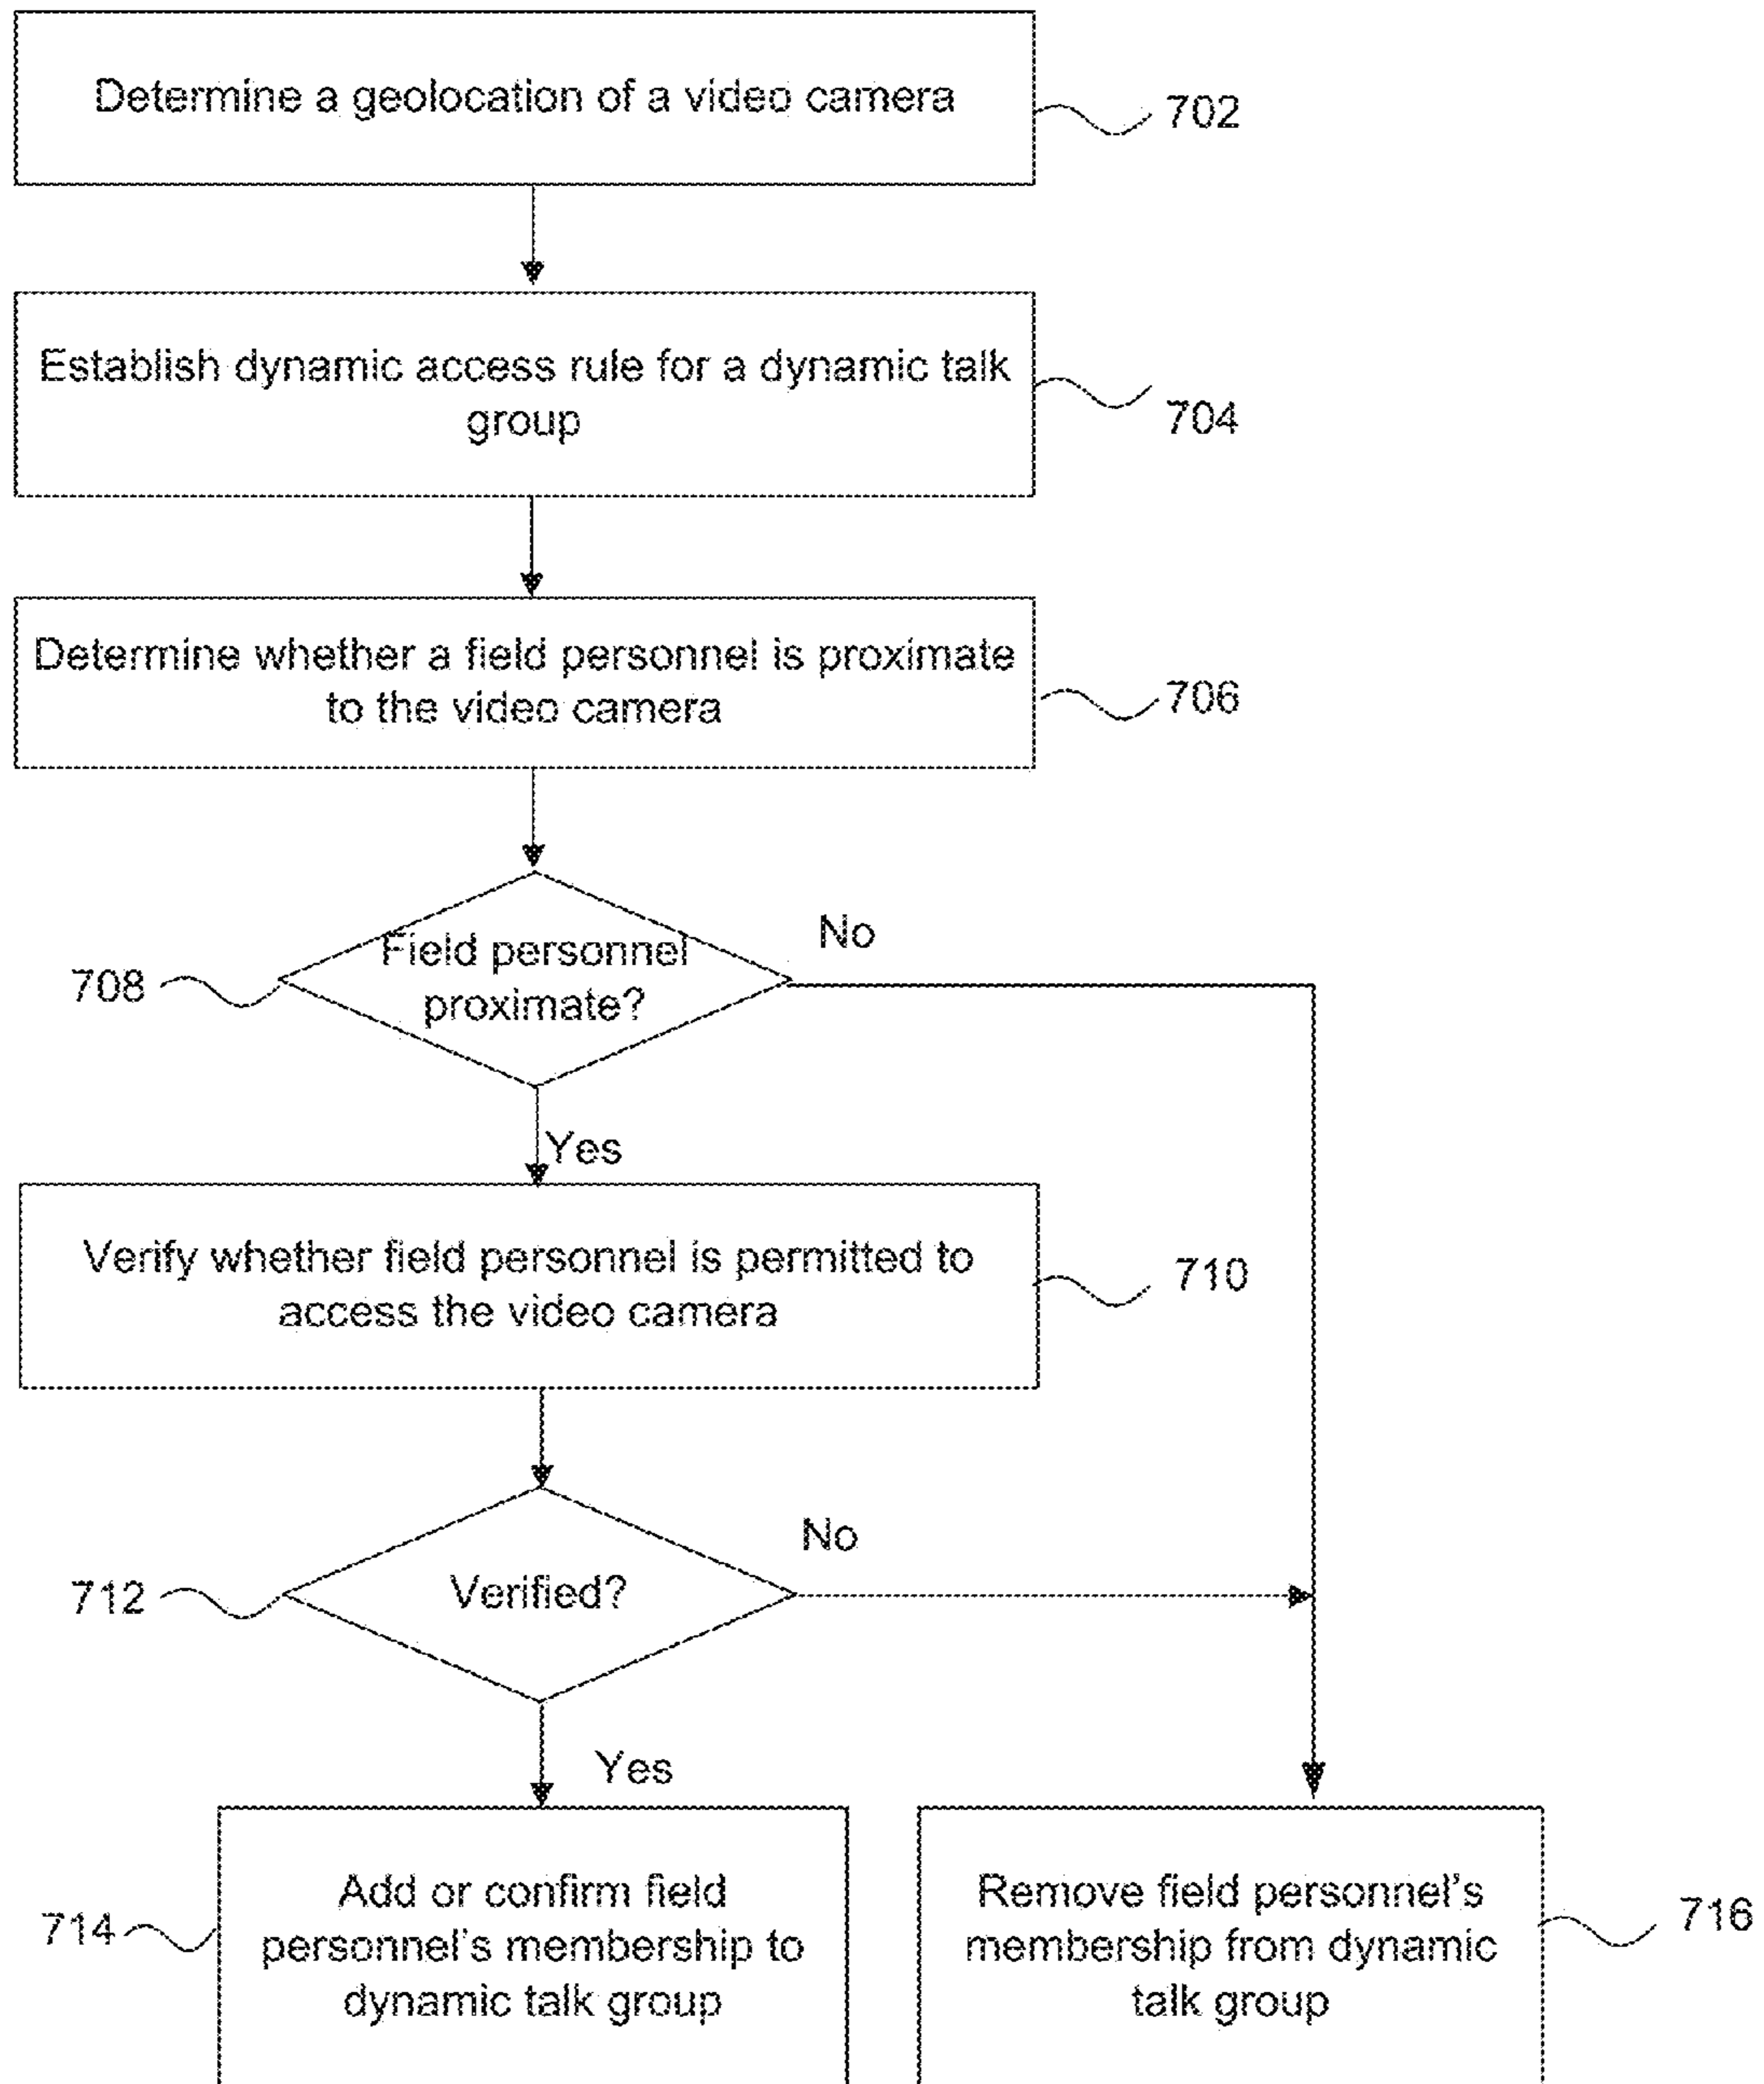 Determine a geolocation of a video camera
702
Establish dynamic access rule for a dynamic talk
group
704
Determine whether a field personnel is proximate
to the video camera
706
Field personnel
proximate?
No
708
Yes
Verify whether field personnel is permitted to
access the video camera
710
No
Verified?
712
Yes
Add or confirm field
personnel's membership to
dynamic talk group
714
Remove field personnel's
membership from dynamic
talk group
716